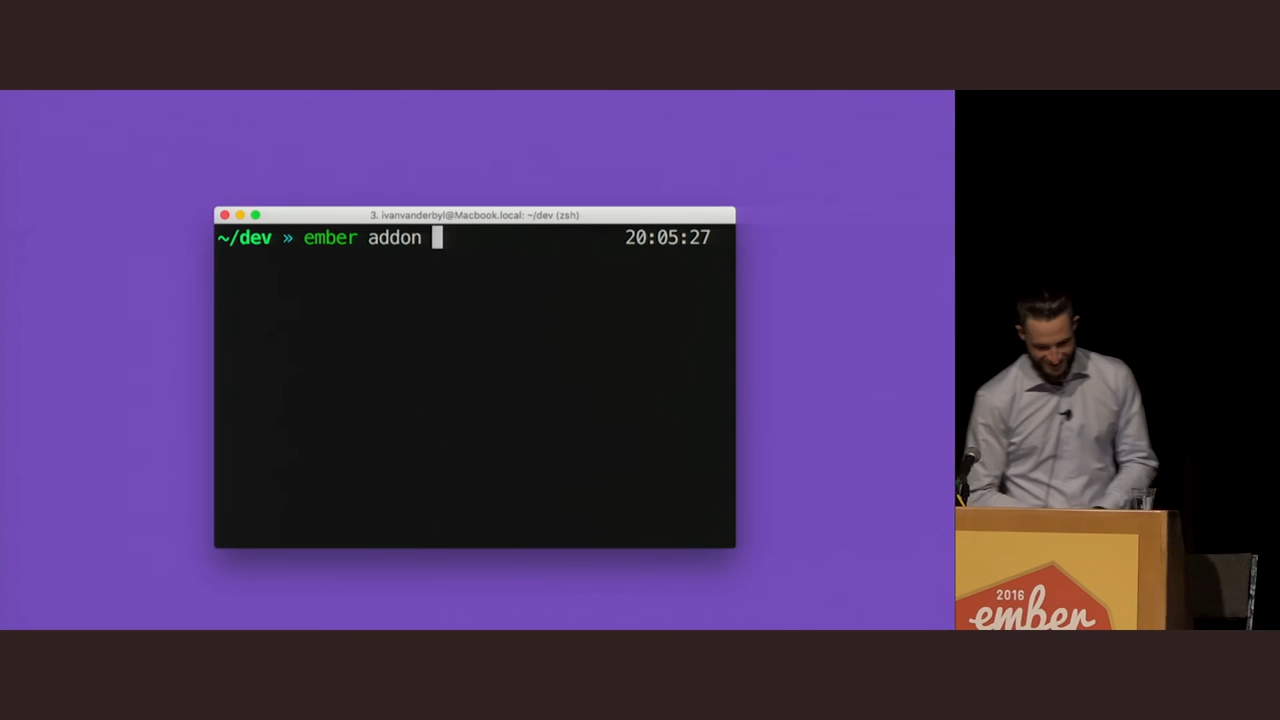 3. ivanvanderbyl@Macbook.local: ~/dev (zsh)
~/dev » ember addon 20:05:27
2016
ember